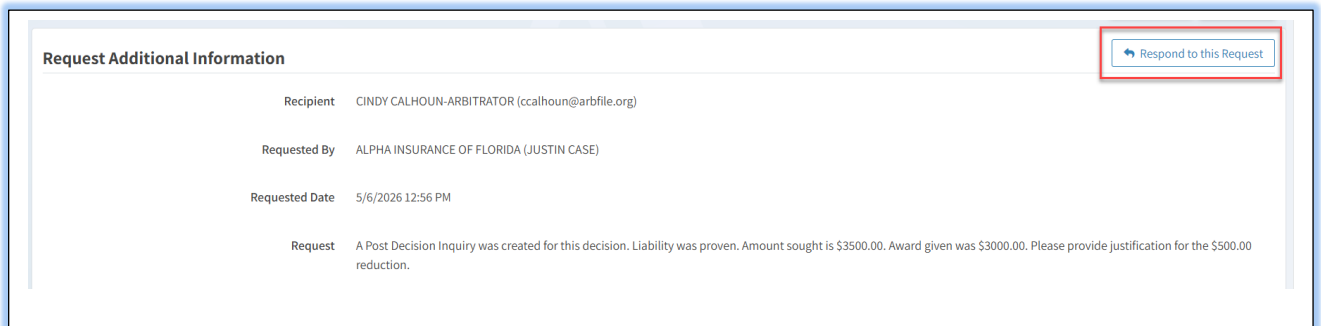 Request Additional Information
Respond to this Request
Recipient CINDY CALHOUN-ARBITRATOR (ccalhoun@arbfile.org)
Requested By ALPHA INSURANCE OF FLORIDA (JUSTIN CASE)
Requested Date 5/6/2026 12:56 PM
Request A Post Decision Inquiry was created for this decision. Liability was proven. Amount sought is $3500.00. Award given was $3000.00. Please provide justification for the $500.00
reduction.